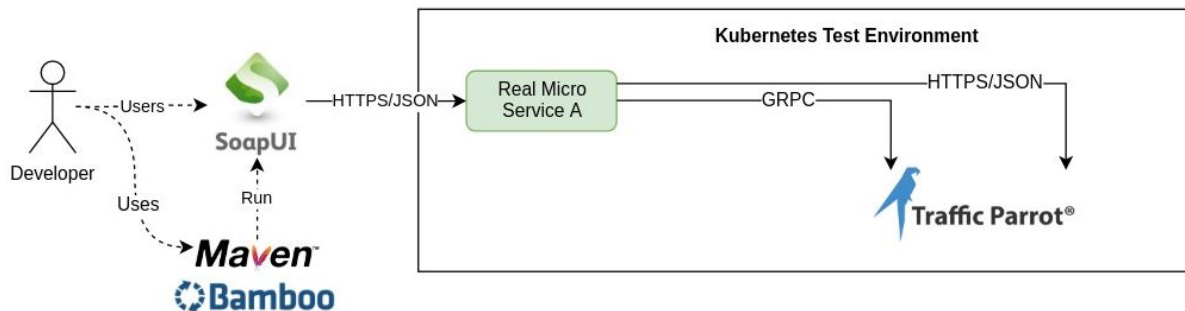 Kubernetes Test Environment
Users
SoapUI
HTTPS/JSON
Real Micro
Service A
HTTPS/JSON
GRPC
Developer
Uses
Run
Traffic Parrot®
Maven™
Bamboo